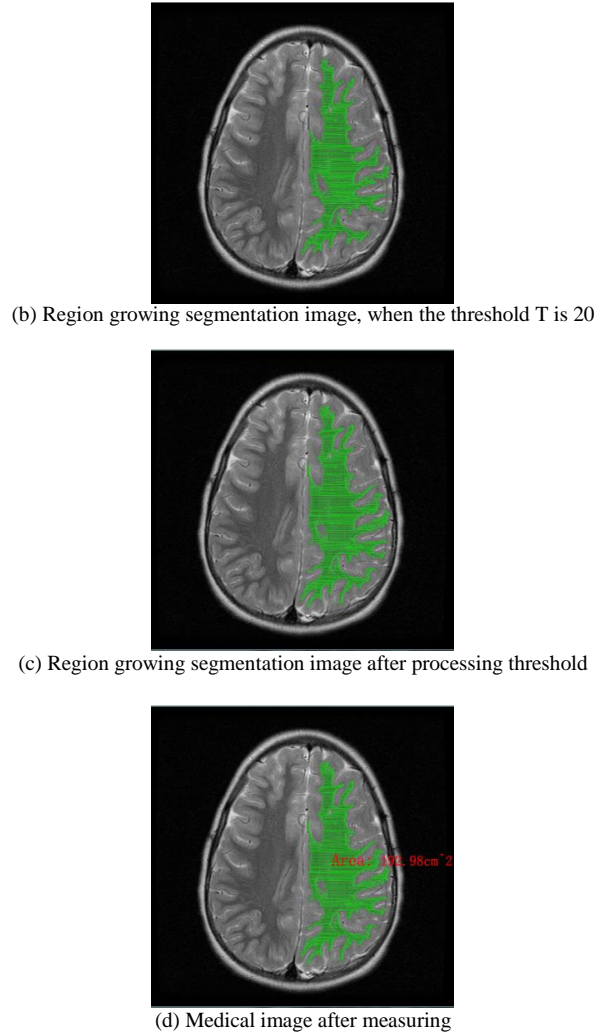 (b) Region growing segmentation image, when the threshold T is 20
(c) Region growing segmentation image after processing threshold
Area:
(d) Medical image after measuring